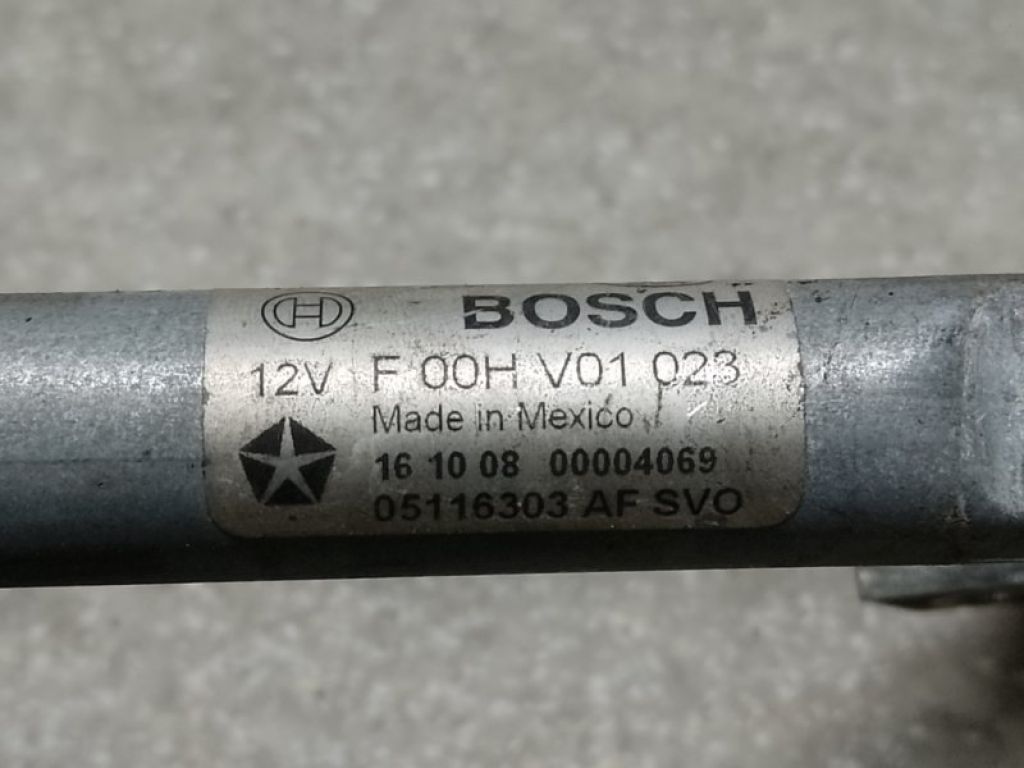 BOSCH
12V F 00H V01 023
Made in Mexico
16 10 08 00004069
05116303 AF SVO